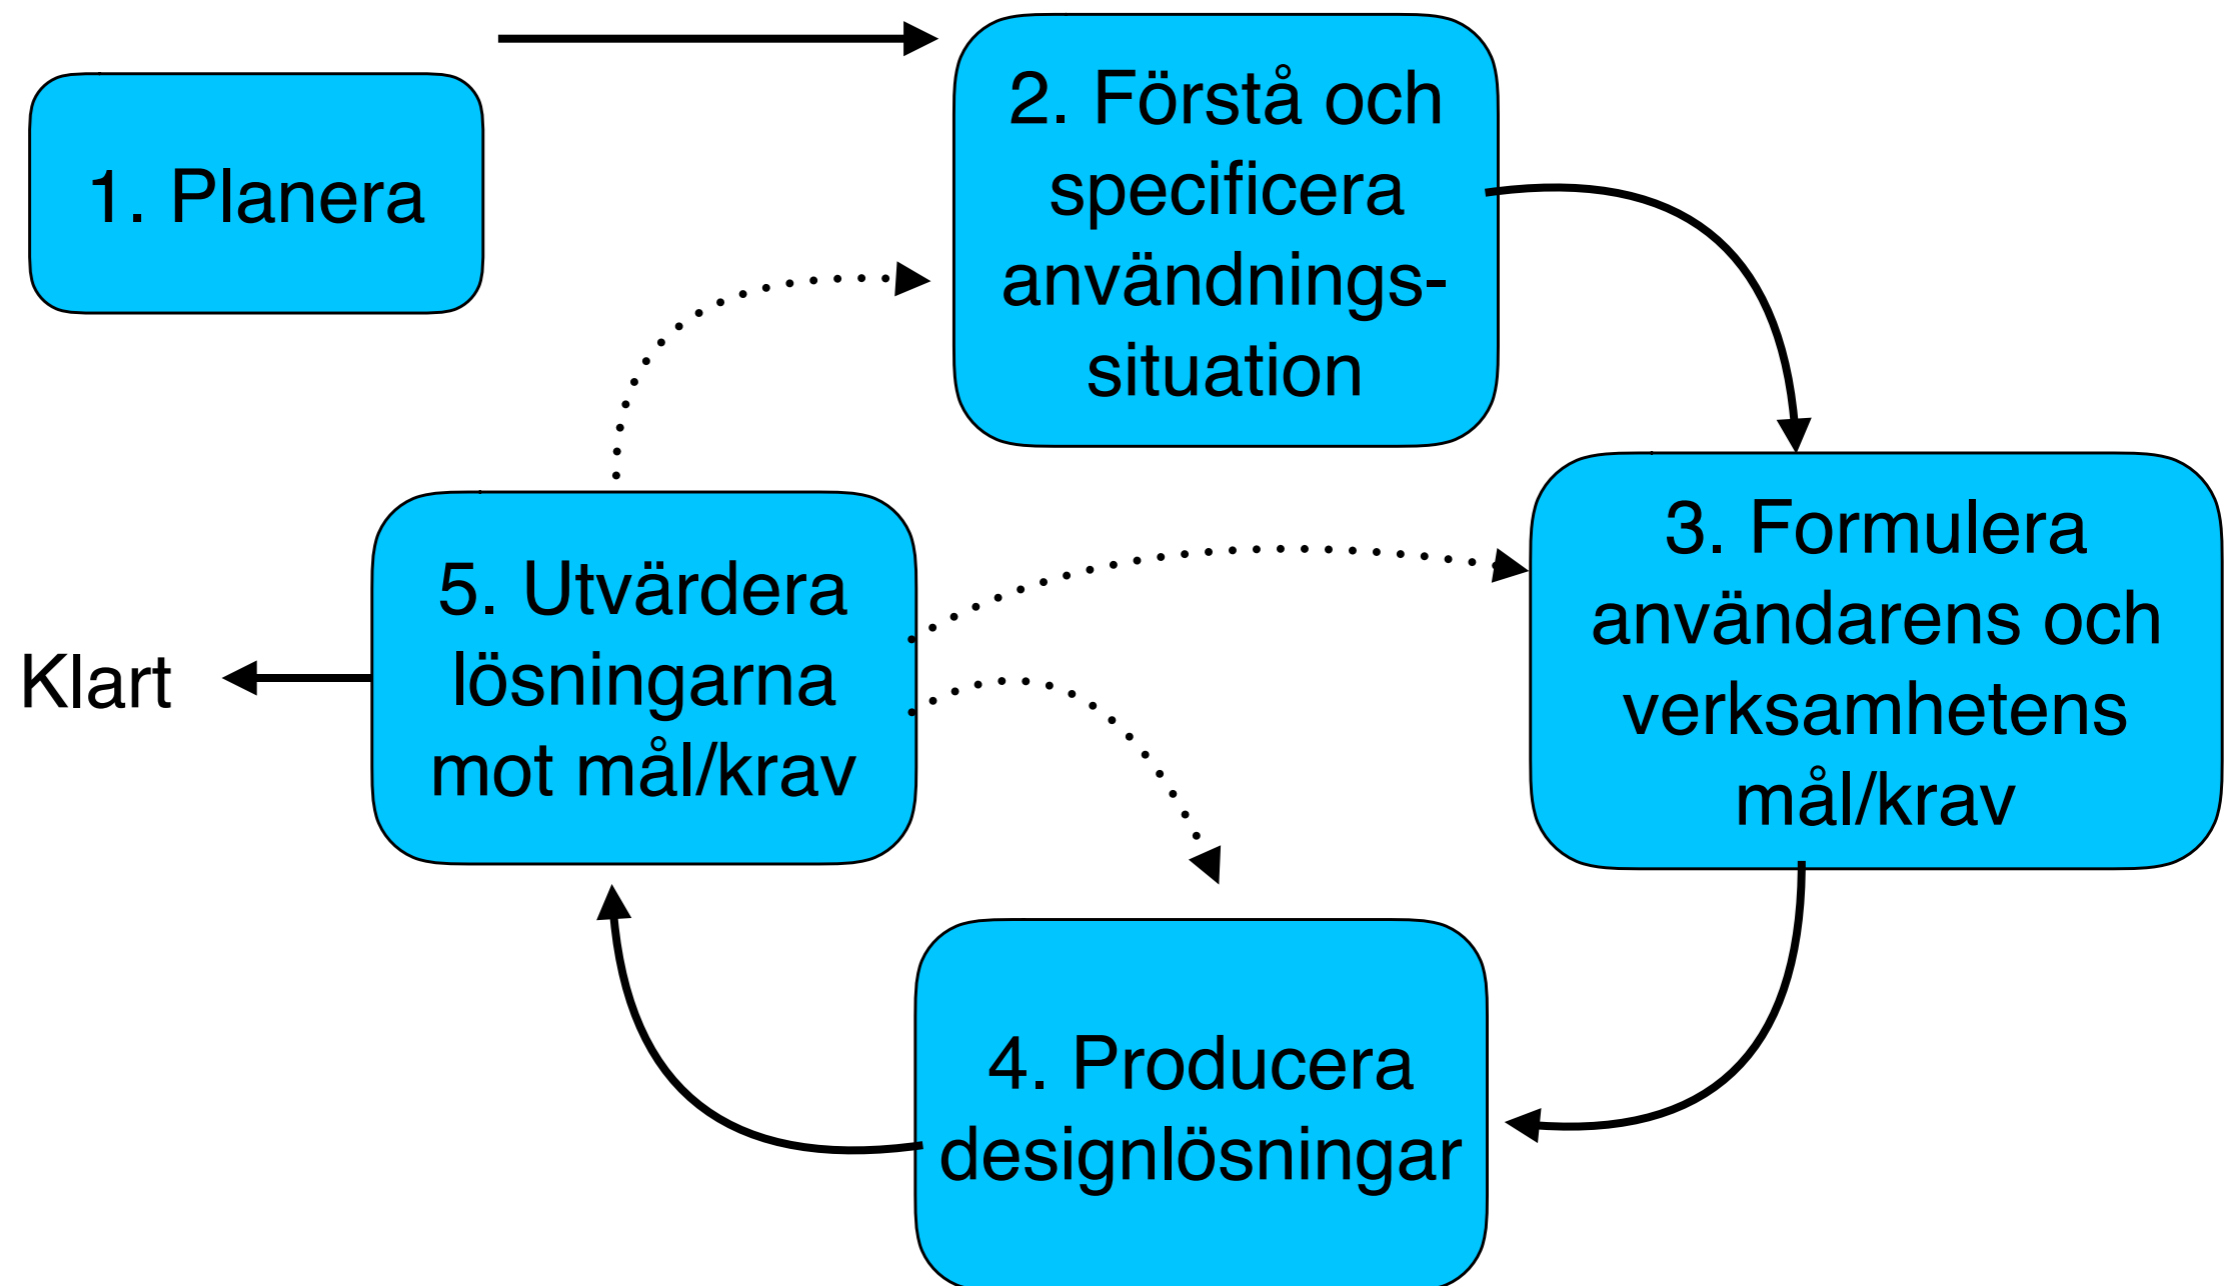 1. Planera
2. Förstå och
specificera
användnings-
situation
3. Formulera
användarens och
verksamhetens
mål/krav
4. Producera
designlösningar
5. Utvärdera
lösningarna
mot mål/krav
Klart